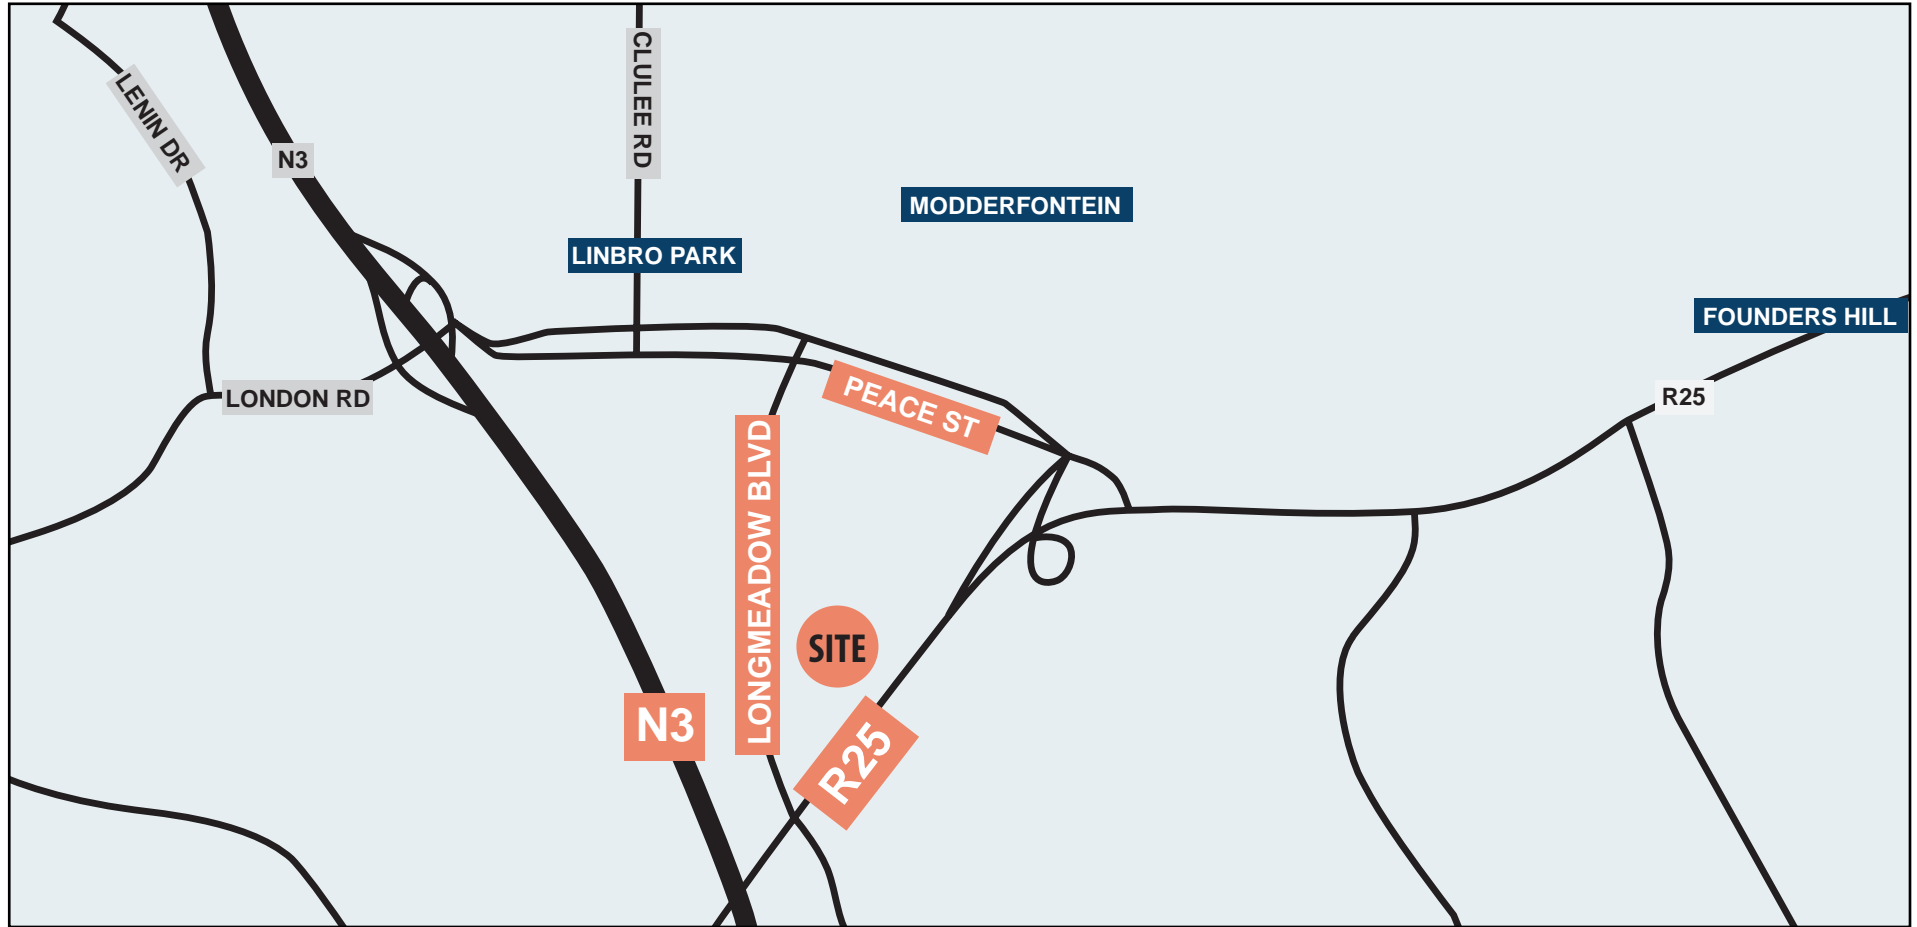 CLULEE RD
LENIN DR
N3
MODDERFONTEIN
LINBRO PARK
FOUNDERS HILL
LONDON RD
PEACE ST
R25
LONGMEADOW BLVD
SITE
N3
R25